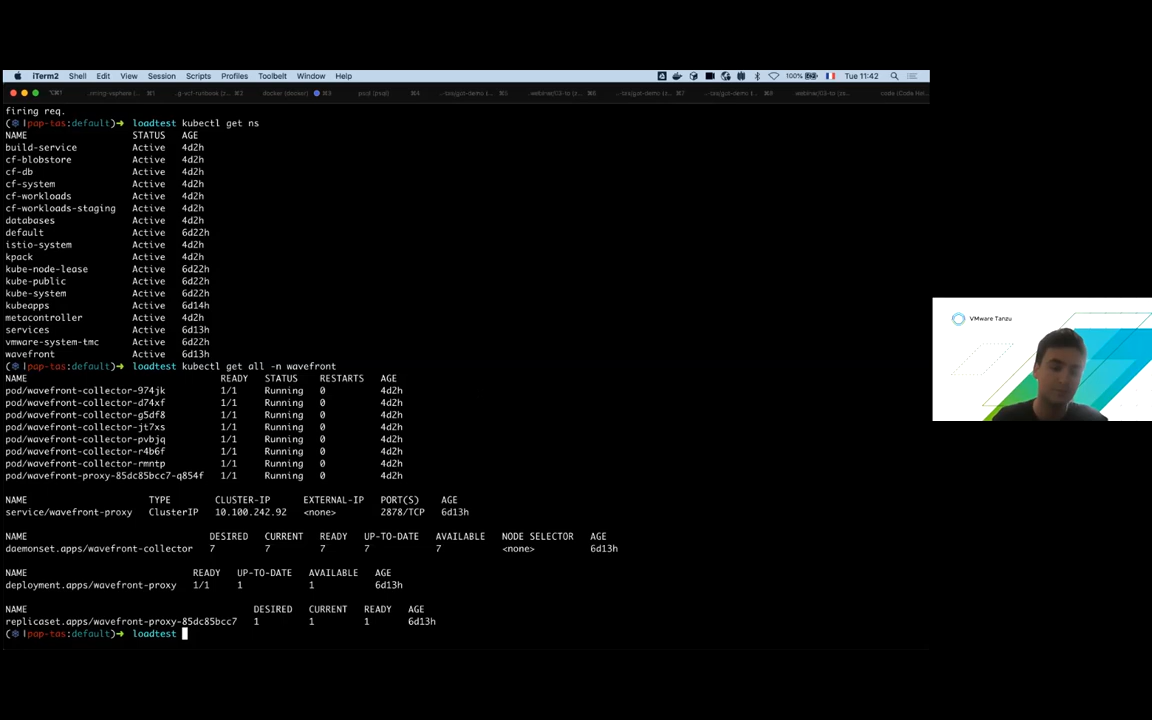 iTerm2 Shell Edit View Session Scripts Profiles Toolbelt Window Help 100% Tue 11:42
firing req.
(⎈ |pap-tas:default)➜ loadtest kubectl get ns
NAME STATUS AGE
build-service Active 4d2h
cf-blobstore Active 4d2h
cf-db Active 4d2h
cf-system Active 4d2h
cf-workloads Active 4d2h
cf-workloads-staging Active 4d2h
databases Active 4d2h
default Active 6d22h
istio-system Active 4d2h
kpack Active 4d2h
kube-node-lease Active 6d22h
kube-public Active 6d22h
kube-system Active 6d22h
kubeapps Active 6d14h
metacontroller Active 4d2h
services Active 6d13h
vmware-system-tmc Active 6d22h
wavefront Active 6d13h
(⎈ |pap-tas:default)➜ loadtest kubectl get all -n wavefront
NAME READY STATUS RESTARTS AGE
pod/wavefront-collector-974jk 1/1 Running 0 4d2h
pod/wavefront-collector-d74xf 1/1 Running 0 4d2h
pod/wavefront-collector-g5df8 1/1 Running 0 4d2h
pod/wavefront-collector-jt7xs 1/1 Running 0 4d2h
pod/wavefront-collector-pvbjq 1/1 Running 0 4d2h
pod/wavefront-collector-r4b6f 1/1 Running 0 4d2h
pod/wavefront-collector-rmntp 1/1 Running 0 4d2h
pod/wavefront-proxy-85dc85bcc7-q854f 1/1 Running 0 4d2h
NAME TYPE CLUSTER-IP EXTERNAL-IP PORT(S) AGE
service/wavefront-proxy ClusterIP 10.100.242.92 <none> 2878/TCP 6d13h
NAME DESIRED CURRENT READY UP-TO-DATE AVAILABLE NODE SELECTOR AGE
daemonset.apps/wavefront-collector 7 7 7 7 7 <none> 6d13h
NAME READY UP-TO-DATE AVAILABLE AGE
deployment.apps/wavefront-proxy 1/1 1 1 6d13h
NAME DESIRED CURRENT READY AGE
replicaset.apps/wavefront-proxy-85dc85bcc7 1 1 1 6d13h
(⎈ |pap-tas:default)➜ loadtest
VMware Tanzu